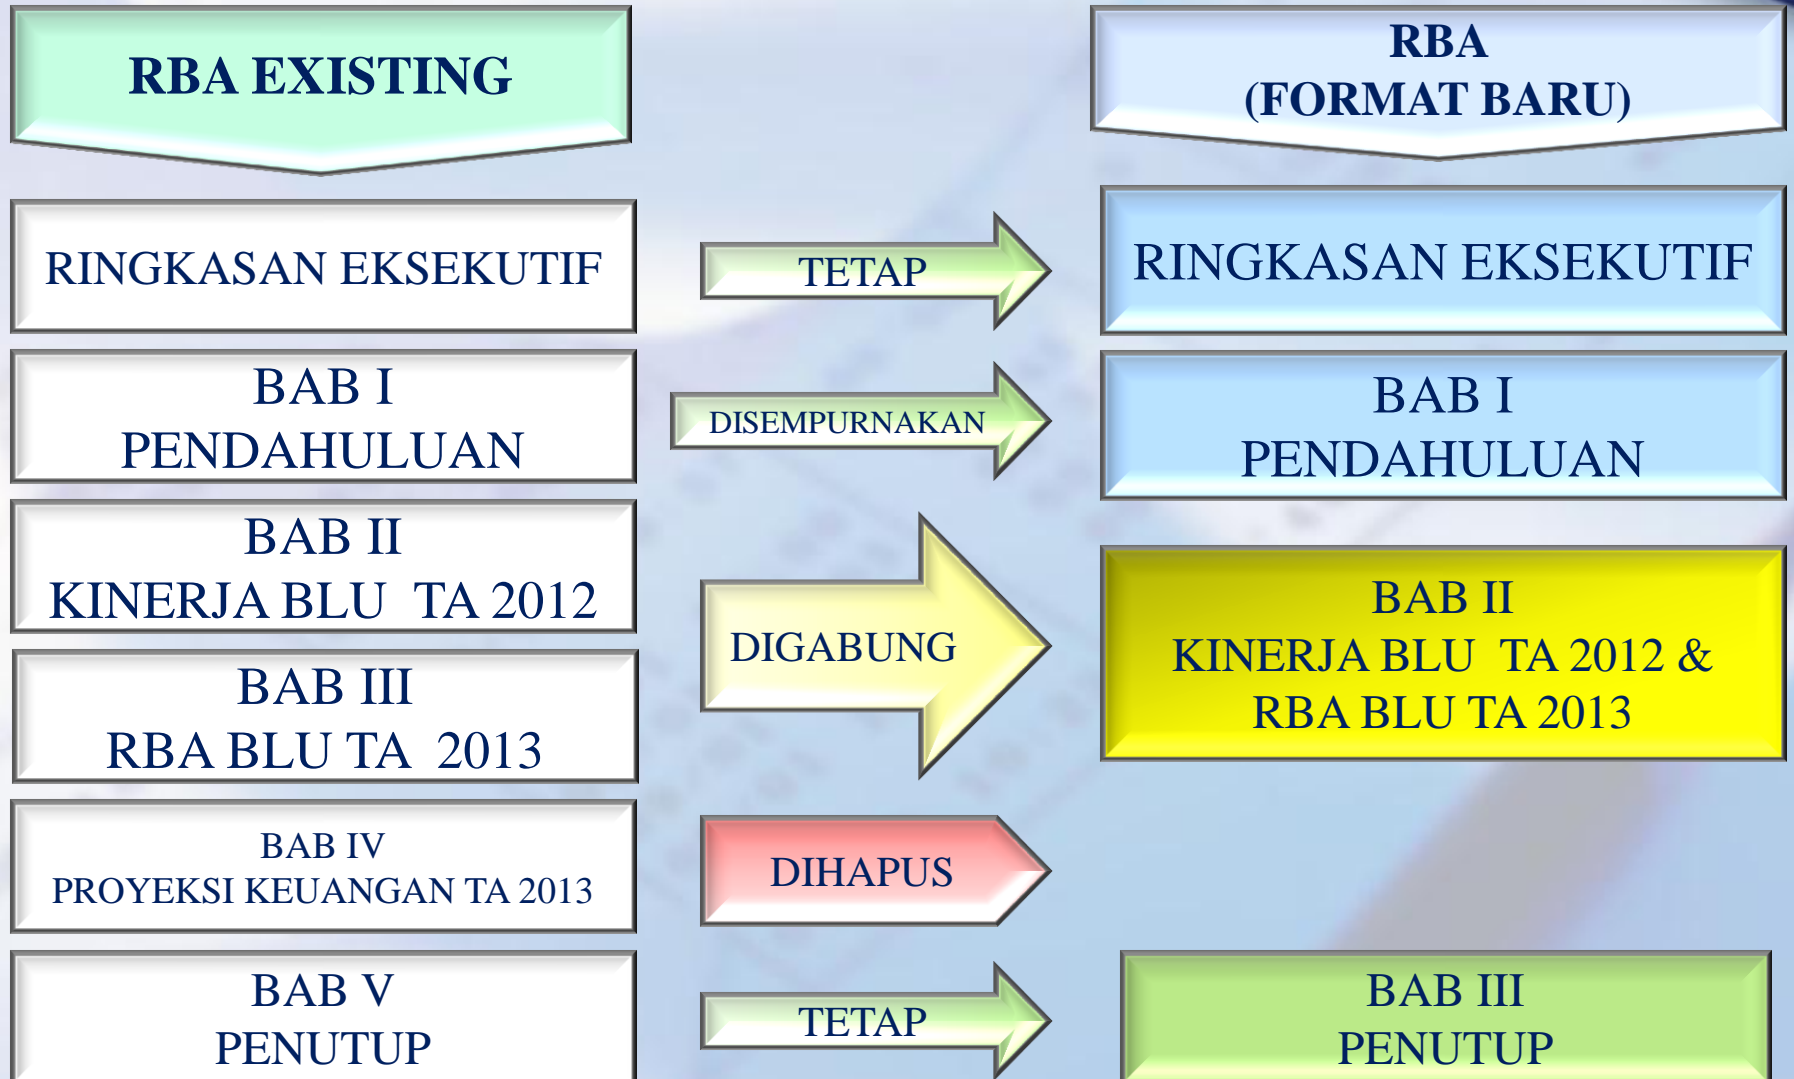 RBA EXISTING
RBA
(FORMAT BARU)
RINGKASAN EKSEKUTIF
TETAP
RINGKASAN EKSEKUTIF
BAB I
PENDAHULUAN
DISEMPURNAKAN
BAB I
PENDAHULUAN
BAB II
KINERJA BLU TA 2012
BAB III
RBA BLU TA 2013
DIGABUNG
BAB II
KINERJA BLU TA 2012 &
RBA BLU TA 2013
BAB IV
PROYEKSI KEUANGAN TA 2013
DIHAPUS
BAB V
PENUTUP
TETAP
BAB III
PENUTUP